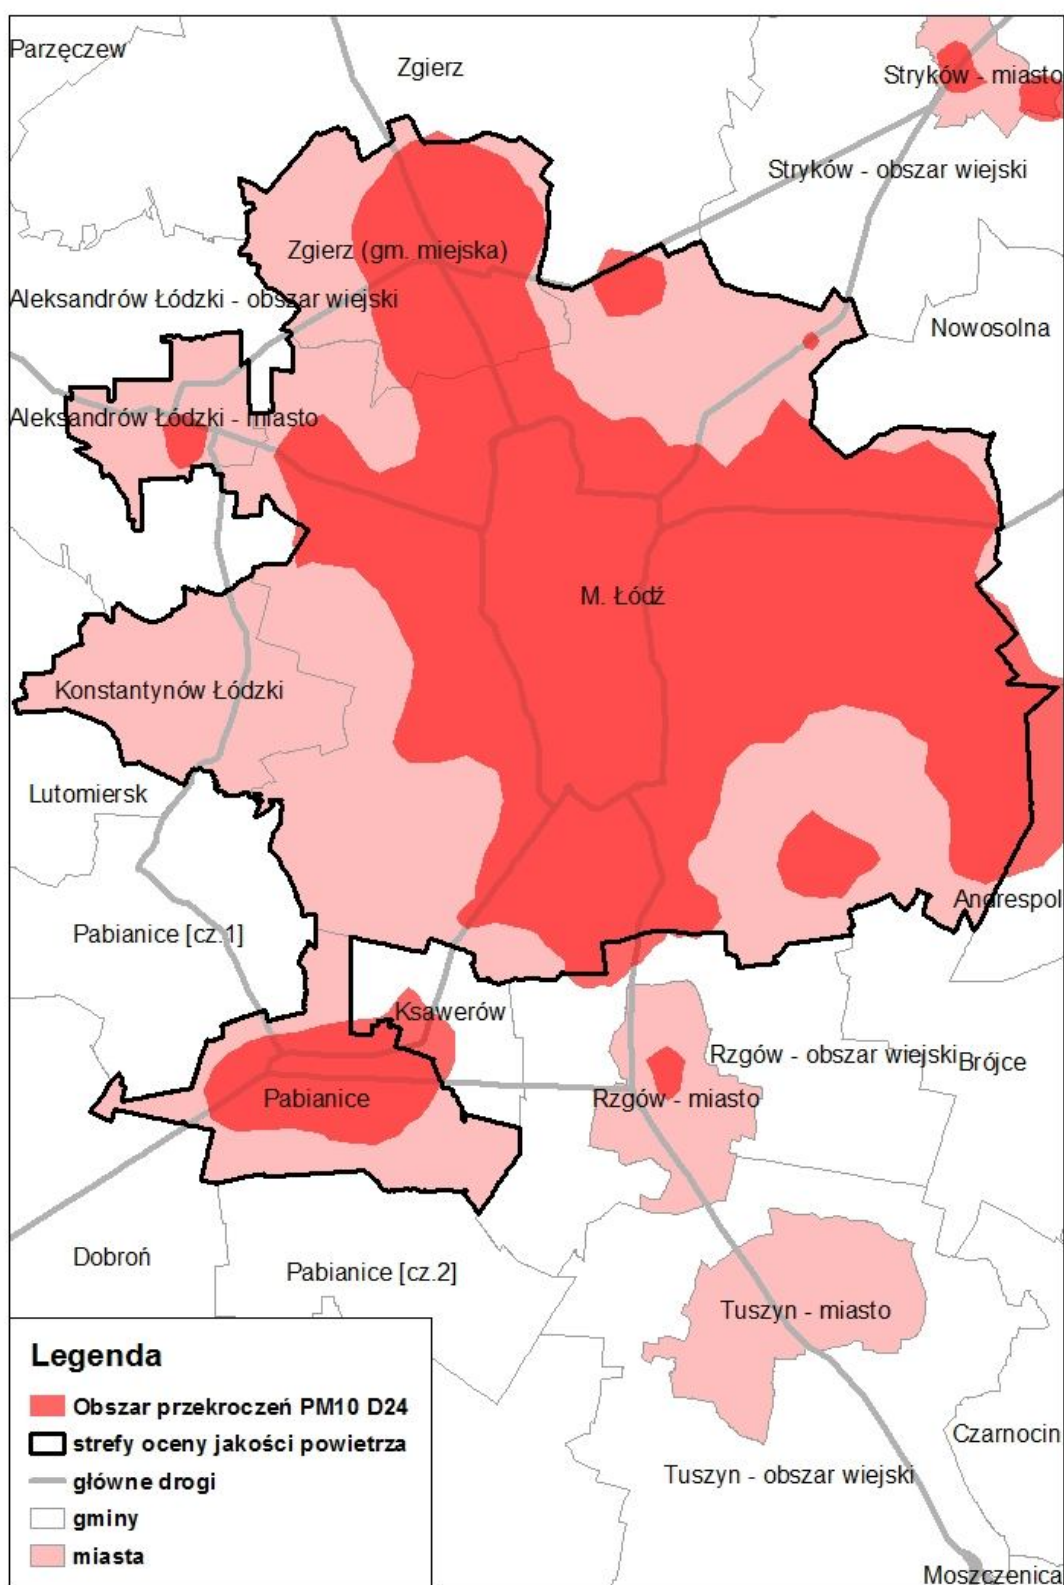 Parzęczew
Zgierz
Stryków - miasto
Stryków - obszar wiejski
Zgierz (gm. miejska)
Aleksandrów Łódzki - obszar wiejski
Nowosolna
Aleksandrów Łódzki - miasto
M. Łódź
Konstantynów Łódzki
Lutomiersk
Andrespol
Pabianice [cz.1]
Ksawerów
Rzgów - obszar wiejski
Brójce
Pabianice
Rzgów - miasto
Dobroń
Pabianice [cz.2]
Tuszyn - miasto
Czarnocin
Tuszyn - obszar wiejski
Moszczenica
Legenda
Obszar przekroczeń PM10 D24
strefy oceny jakości powietrza
główne drogi
gminy
miasta